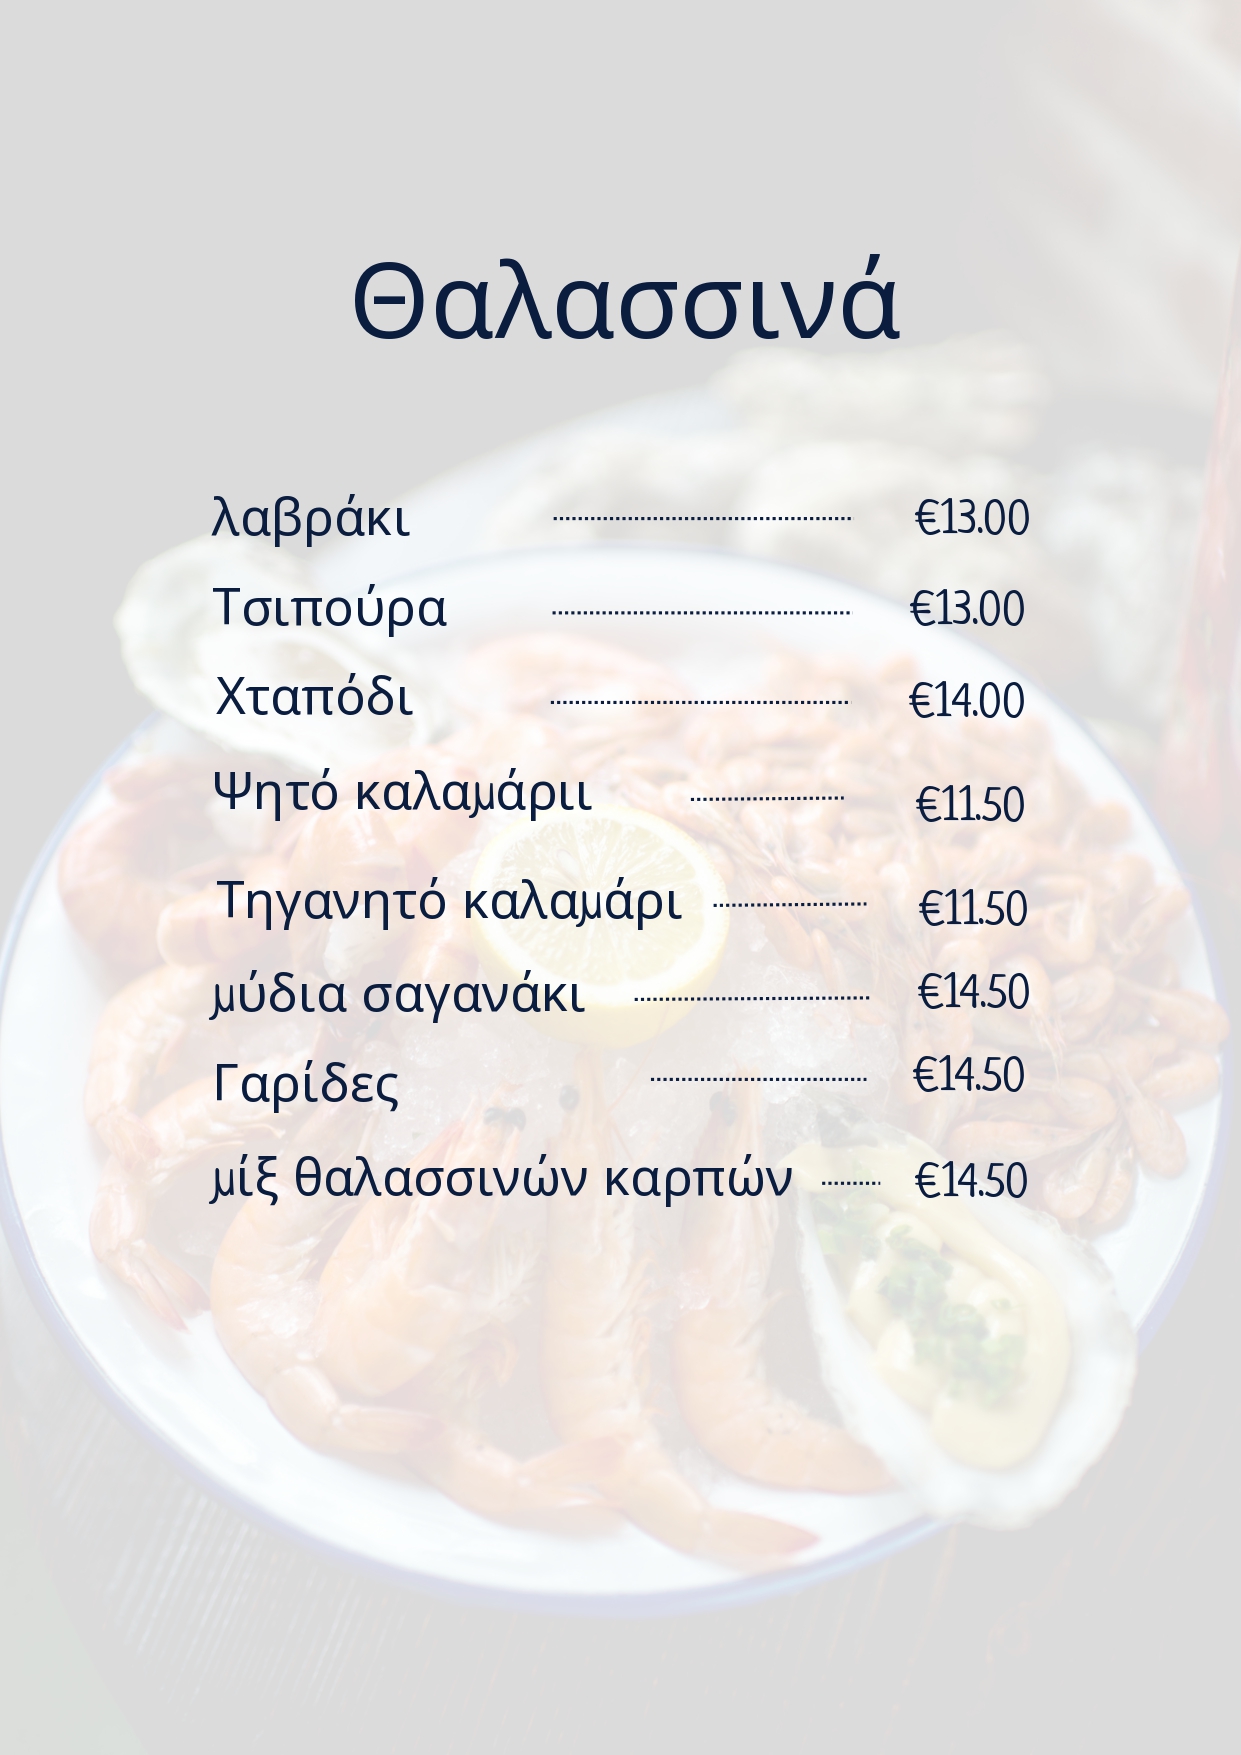 Θαλασσινά
λαβράκι €13.00
Τσιπούρα €13.00
Χταπόδι €14.00
Ψητό καλαμάριι €11.50
Τηγανητό καλαμάρι €11.50
μύδια σαγανάκι €14.50
Γαρίδες €14.50
μίξ θαλασσινών καρπών €14.50